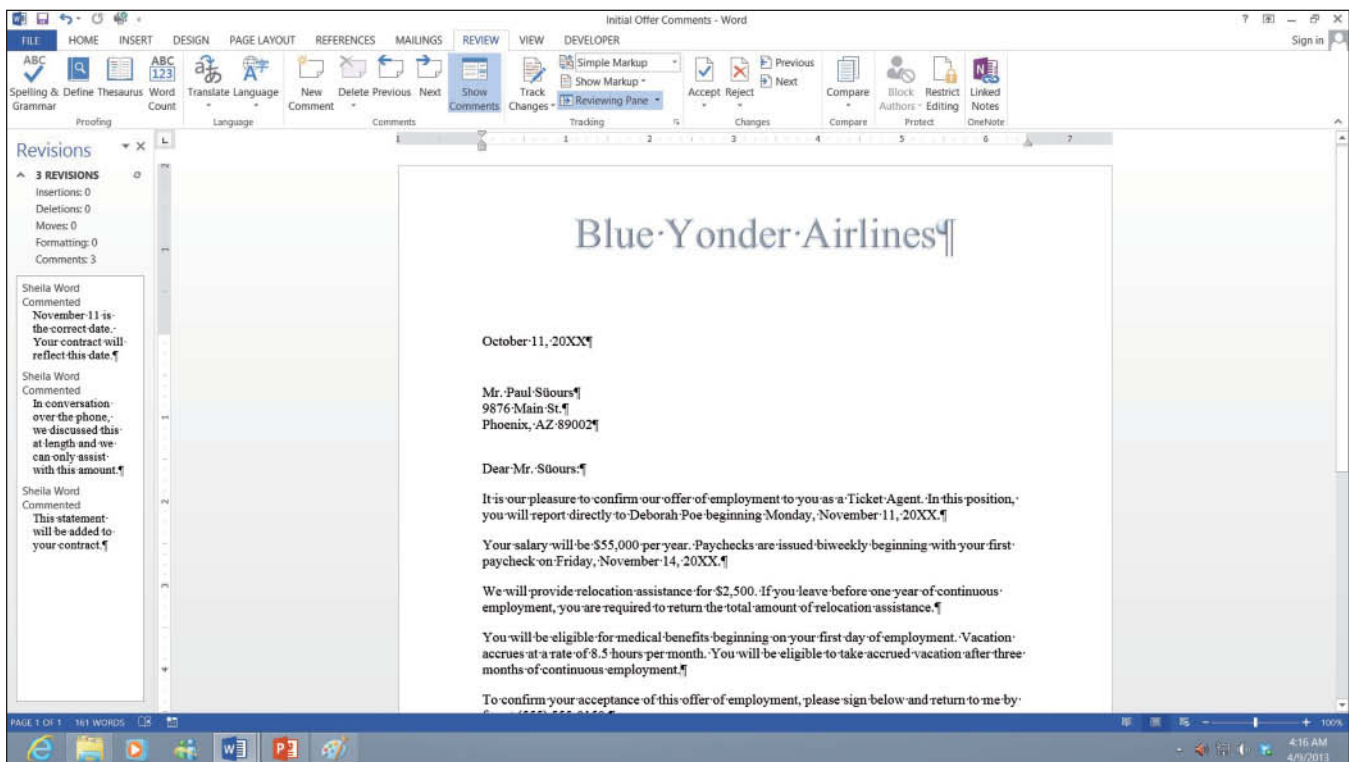 Initial Offer Comments - Word
Sign in
FILE HOME INSERT DESIGN PAGE LAYOUT REFERENCES MAILINGS REVIEW VIEW DEVELOPER
ABC
Spelling & Grammar
Define
Thesaurus
ABC 123
Word Count
Proofing
Translate
Language
Language
New Comment
Delete
Previous
Next
Show Comments
Comments
Track Changes
Simple Markup
Show Markup
Reviewing Pane
Tracking
Accept
Reject
Previous
Next
Changes
Compare
Compare
Block Authors
Restrict Editing
Protect
Linked Notes
OneNote
Revisions
3 REVISIONS
Insertions: 0
Deletions: 0
Moves: 0
Formatting: 0
Comments: 3
Sheila Word
Commented
November·11·is·
the·correct·date.·
Your·contract·will·
reflect·this·date.¶
Sheila Word
Commented
In·conversation·
over·the·phone,·
we·discussed·this·
at·length·and·we·
can·only·assist·
with·this·amount.¶
Sheila Word
Commented
This·statement·
will·be·added·to·
your·contract.¶
1 1 2 3 4 5 6 7
Blue·Yonder·Airlines¶
October·11,·20XX¶
Mr.·Paul·Süours¶
9876·Main·St.¶
Phoenix,·AZ·89002¶
Dear·Mr.·Süours:¶
It·is·our·pleasure·to·confirm·our·offer·of·employment·to·you·as·a·Ticket·Agent.·In·this·position,·
you·will·report·directly·to·Deborah·Poe·beginning·Monday,·November·11,·20XX.¶
Your·salary·will·be·$55,000·per·year.·Paychecks·are·issued·biweekly·beginning·with·your·first·
paycheck·on·Friday,·November·14,·20XX.¶
We·will·provide·relocation·assistance·for·$2,500.·If·you·leave·before·one·year·of·continuous·
employment,·you·are·required·to·return·the·total·amount·of·relocation·assistance.¶
You·will·be·eligible·for·medical·benefits·beginning·on·your·first·day·of·employment.·Vacation·
accrues·at·a·rate·of·8.5·hours·per·month.·You·will·be·eligible·to·take·accrued·vacation·after·three·
months·of·continuous·employment.¶
To·confirm·your·acceptance·of·this·offer·of·employment,·please·sign·below·and·return·to·me·by·
PAGE 1 OF 1 161 WORDS
100%
4:16 AM
4/9/2013